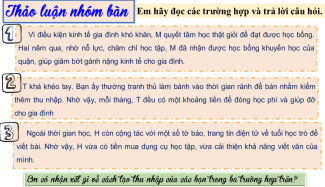 Thảo luận nhóm bàn
Em hãy đọc các trường hợp và trả lời câu hỏi.
1
Vì điều kiện kinh tế gia đình khó khăn, M quyết tâm học thật giỏi để đạt được học bổng.
Hai năm qua, nhờ nỗ lực, chăm chỉ học tập, M đã nhận được học bổng khuyến học của
quận, giúp giảm bớt gánh nặng kinh tế cho gia đình.
2
T khá khéo tay. Bạn ấy thường tranh thủ làm bánh vào thời gian rảnh để bán nhằm kiếm
thêm thu nhập. Nhờ vậy, mỗi tháng, T đều có một khoảng tiền để đóng học phí và giúp đỡ
cho gia đình
3
Ngoài thời gian học, H còn cộng tác với một số tờ báo, trang tin điện tử về tuổi học trò để
viết bài. Nhờ vậy, H vừa có tiền mua dụng cụ học tập, vừa cải thiện khả năng viết văn của
mình.
Em có nhận xét gì về cách tạo thu nhập của các bạn trong ba trường hợp trên?